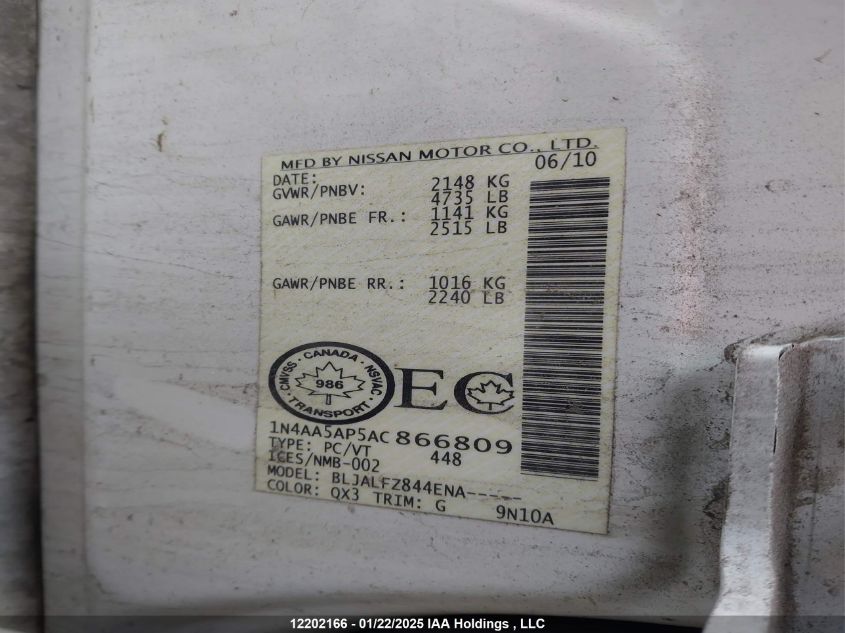 MFD BY NISSAN MOTOR CO., LTD.
DATE: 06/10
GVWR/PNBV: 2148 KG
4735 LB
GAWR/PNBE FR.: 1141 KG
2515 LB
GAWR/PNBE RR.: 1016 KG
2240 LB
CMVSS · CANADA · NSVAC
986
· TRANSPORT ·
EC
1N4AA5AP5AC866809
TYPE: PC/VT 448
ICES/NMB-002
MODEL: BLJALFZ844ENA-----
COLOR: QX3 TRIM: G 9N10A
12202166 - 01/22/2025 IAA Holdings , LLC